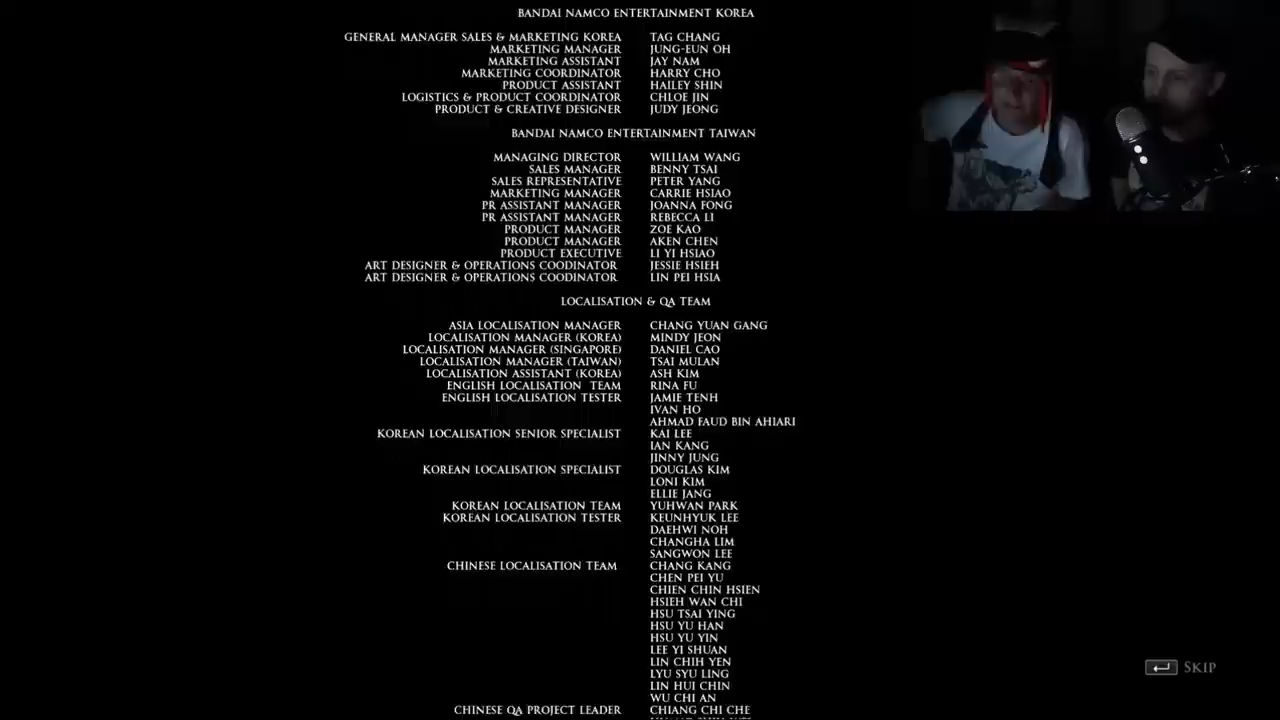 BANDAI NAMCO ENTERTAINMENT KOREA
GENERAL MANAGER SALES & MARKETING KOREA TAG CHANG
MARKETING MANAGER JUNG-EUN OH
MARKETING ASSISTANT JAY NAM
MARKETING COORDINATOR HARRY CHO
PRODUCT ASSISTANT HAILEY SHIN
LOGISTICS & PRODUCT COORDINATOR CHLOE JIN
PRODUCT & CREATIVE DESIGNER JUDY JEONG
BANDAI NAMCO ENTERTAINMENT TAIWAN
MANAGING DIRECTOR WILLIAM WANG
SALES MANAGER BENNY TSAI
SALES REPRESENTATIVE PETER YANG
MARKETING MANAGER CARRIE HSIAO
PR ASSISTANT MANAGER JOANNA FONG
PR ASSISTANT MANAGER REBECCA LI
PRODUCT MANAGER ZOE KAO
PRODUCT MANAGER AKEN CHEN
PRODUCT EXECUTIVE LI YI HSIAO
ART DESIGNER & OPERATIONS COODINATOR JESSIE HSIEH
ART DESIGNER & OPERATIONS COODINATOR LIN PEI HSIA
LOCALISATION & QA TEAM
ASIA LOCALISATION MANAGER CHANG YUAN GANG
LOCALISATION MANAGER (KOREA) MINDY JEON
LOCALISATION MANAGER (SINGAPORE) DANIEL CAO
LOCALISATION MANAGER (TAIWAN) TSAI MULAN
LOCALISATION ASSISTANT (KOREA) ASH KIM
ENGLISH LOCALISATION TEAM RINA FU
ENGLISH LOCALISATION TESTER JAMIE TENH
IVAN HO
AHMAD FAUD BIN AHIARI
KOREAN LOCALISATION SENIOR SPECIALIST KAI LEE
IAN KANG
JINNY JUNG
KOREAN LOCALISATION SPECIALIST DOUGLAS KIM
LONI KIM
ELLIE JANG
KOREAN LOCALISATION TEAM YUHWAN PARK
KOREAN LOCALISATION TESTER KEUNHYUK LEE
DAEHWI NOH
CHANGHA LIM
SANGWON LEE
CHINESE LOCALISATION TEAM CHANG KANG
CHEN PEI YU
CHIEN CHIN HSIEN
HSIEH WAN CHI
HSU TSAI YING
HSU YU HAN
HSU YU YIN
LEE YI SHUAN
LIN CHIH YEN
LYU SYU LING
LIN HUI CHIN
WU CHI AN
CHINESE QA PROJECT LEADER CHIANG CHI CHE
SKIP